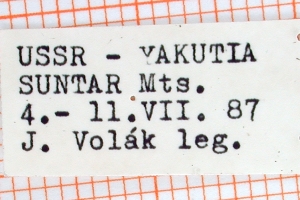 USSR - YAKUTIA
SUNTAR Mts.
4.- 11.VII. 87
J. Volák leg.